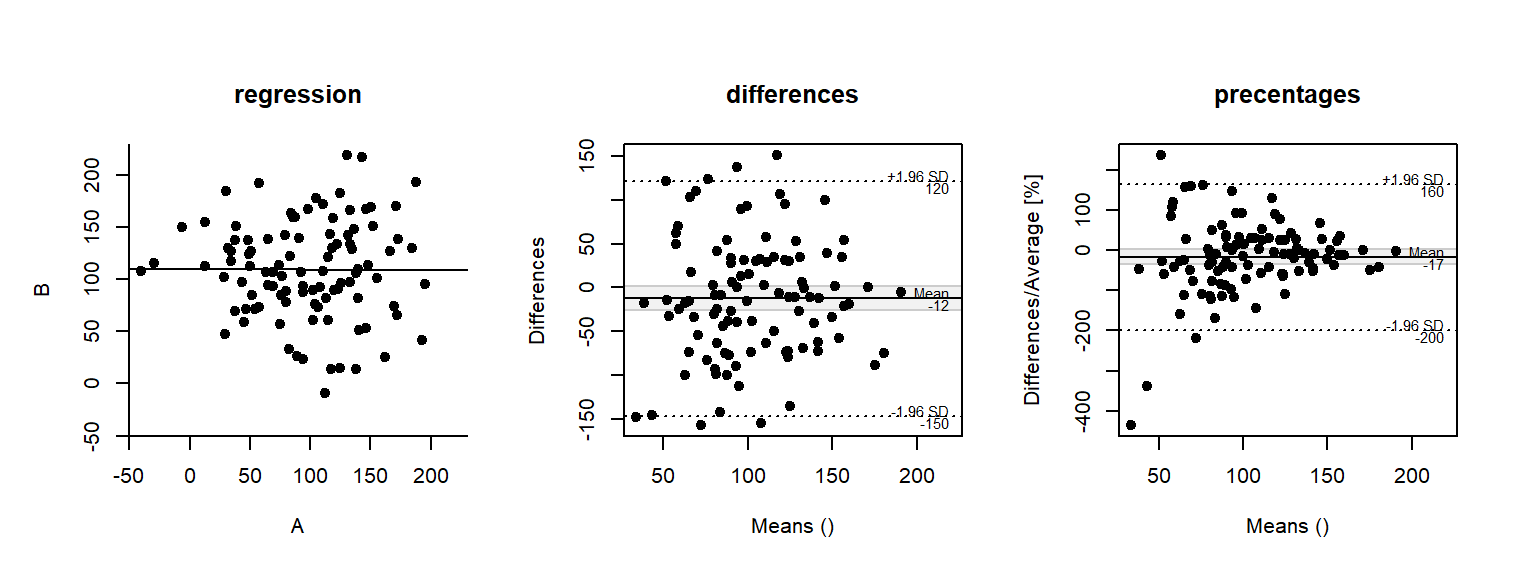 regression
differences
precentages
B
200
150
100
50
0
-50
-50
0
50
100
150
200
A
Differences
150
50
0
-50
-150
+1.96 SD
120
Mean
-12
-1.96 SD
-150
50
100
150
200
Means ()
Differences/Average [%]
100
0
-200
-400
+1.96 SD
160
Mean
-17
-1.96 SD
-200
50
100
150
200
Means ()